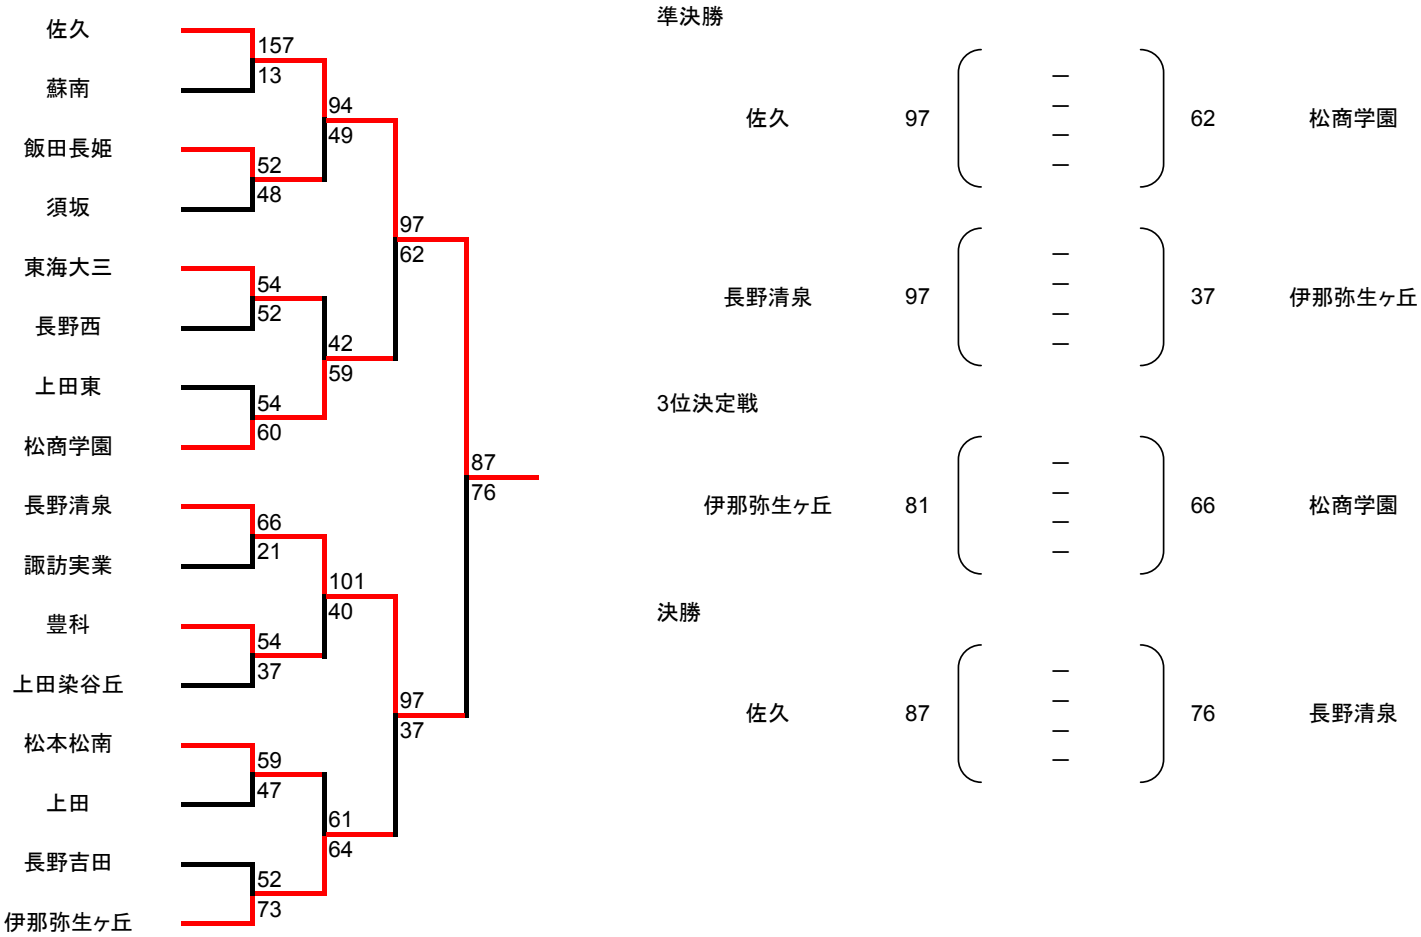 佐久
157
13
蘇南
94
49
飯田長姫
52
48
須坂
97
62
東海大三
54
52
長野西
42
59
上田東
54
60
松商学園
87
76
長野清泉
66
21
諏訪実業
101
40
豊科
54
37
上田染谷丘
97
37
松本松南
59
47
上田
61
64
長野吉田
52
73
伊那弥生ヶ丘
準決勝
佐久 97 – – – – 62 松商学園
長野清泉 97 – – – – 37 伊那弥生ヶ丘
3位決定戦
伊那弥生ヶ丘 81 – – – – 66 松商学園
決勝
佐久 87 – – – – 76 長野清泉